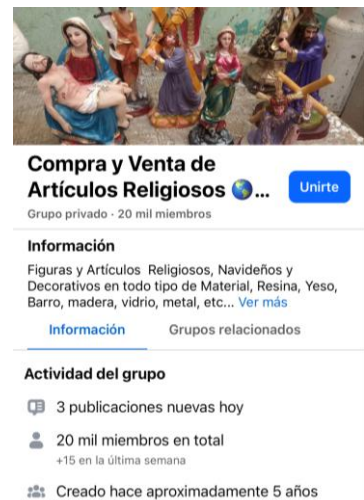 Compra y Venta de
Artículos Religiosos 🌎...
Unirte
Grupo privado · 20 mil miembros
Información
Figuras y Artículos Religiosos, Navideños y
Decorativos en todo tipo de Material, Resina, Yeso,
Barro, madera, vidrio, metal, etc... Ver más
Información Grupos relacionados
Actividad del grupo
3 publicaciones nuevas hoy
20 mil miembros en total
+15 en la última semana
Creado hace aproximadamente 5 años